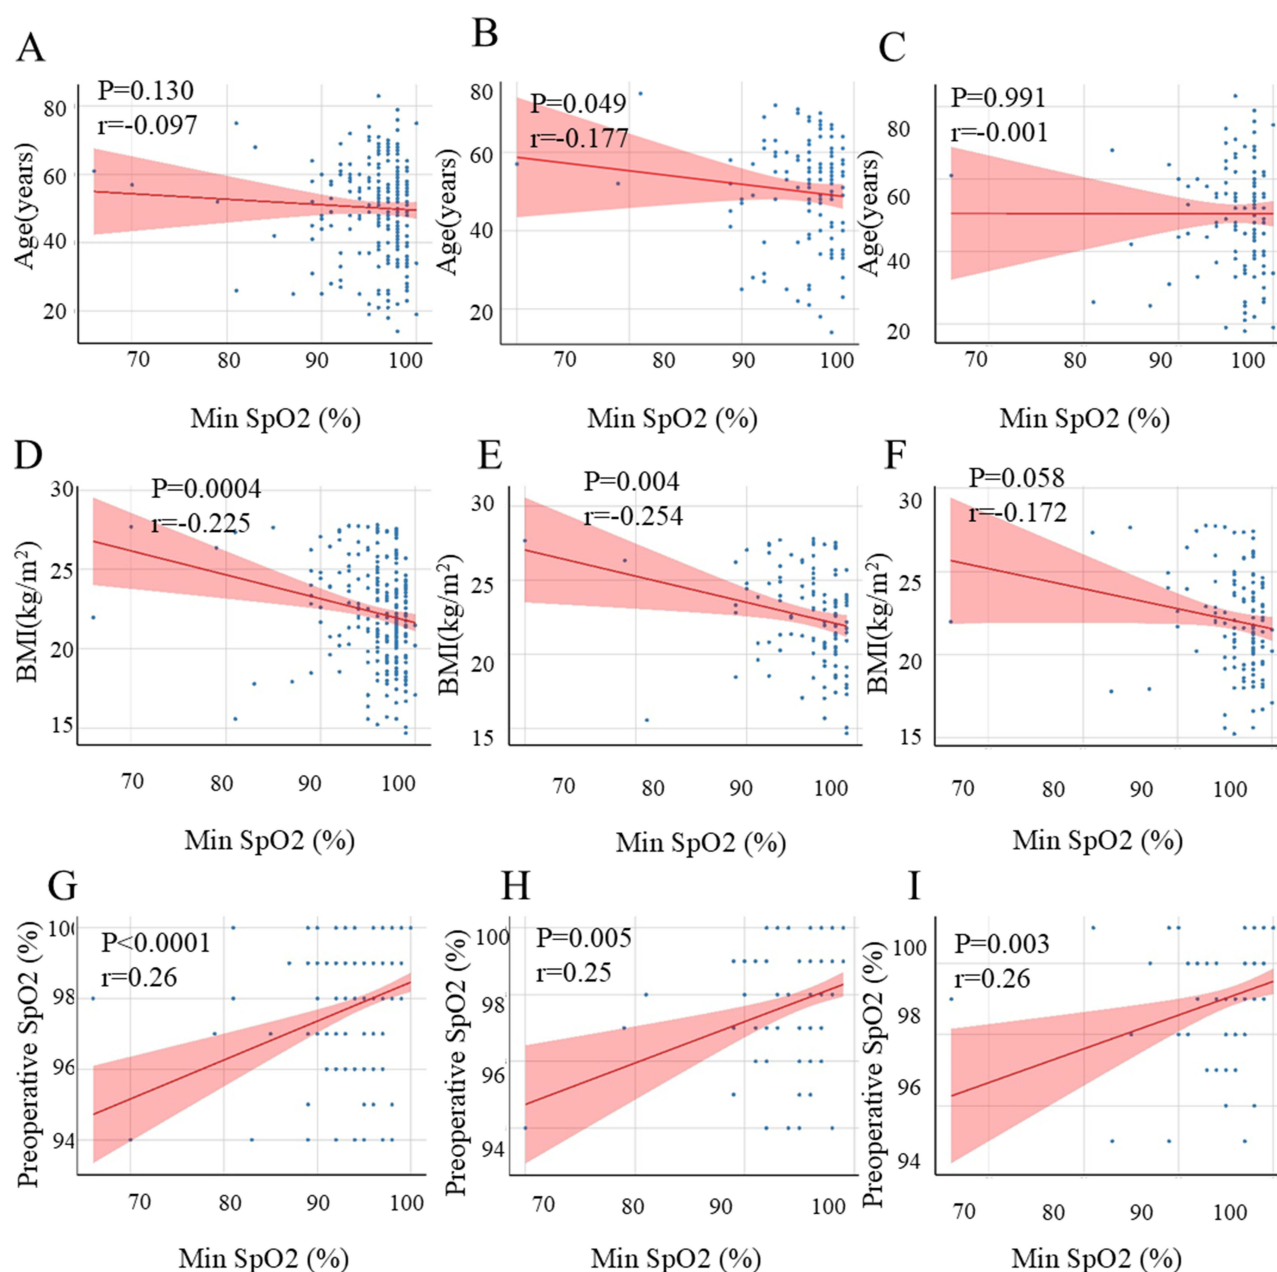 A
P=0.130
r=-0.097
Age(years)
80
60
40
20
70 80 90 100
Min SpO2 (%)
B
P=0.049
r=-0.177
Age(years)
80
60
40
20
70 80 90 100
Min SpO2 (%)
C
P=0.991
r=-0.001
Age(years)
80
60
40
20
70 80 90 100
Min SpO2 (%)
D
P=0.0004
r=-0.225
BMI(kg/m²)
30
25
20
15
70 80 90 100
Min SpO2 (%)
E
P=0.004
r=-0.254
BMI(kg/m²)
30
25
20
15
70 80 90 100
Min SpO2 (%)
F
P=0.058
r=-0.172
BMI(kg/m²)
30
25
20
15
70 80 90 100
Min SpO2 (%)
G
P<0.0001
r=0.26
Preoperative SpO2 (%)
98
96
94
70 80 90 100
Min SpO2 (%)
H
P=0.005
r=0.25
Preoperative SpO2 (%)
100
98
96
94
70 80 90 100
Min SpO2 (%)
I
P=0.003
r=0.26
Preoperative SpO2 (%)
100
98
96
94
70 80 90 100
Min SpO2 (%)